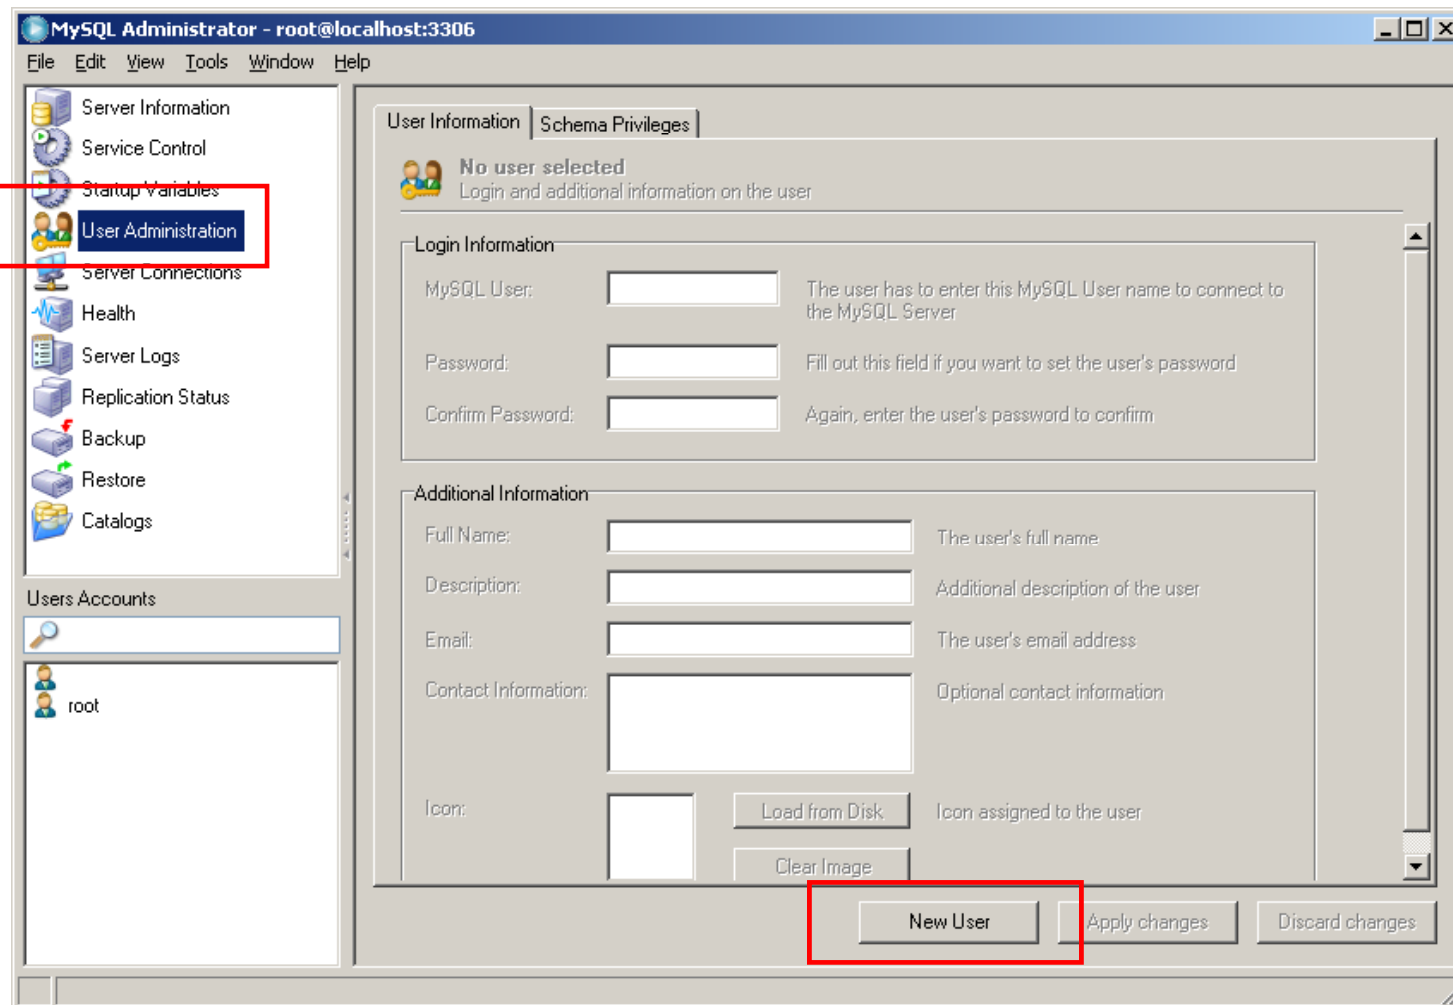 MySQL Administrator - root@localhost:3306
File Edit View Tools Window Help
Server Information
Service Control
Startup Variables
User Administration
Server Connections
Health
Server Logs
Replication Status
Backup
Restore
Catalogs
Users Accounts
root
User Information Schema Privileges
No user selected
Login and additional information on the user
Login Information
MySQL User: The user has to enter this MySQL User name to connect to
the MySQL Server
Password: Fill out this field if you want to set the user's password
Confirm Password: Again, enter the user's password to confirm
Additional Information
Full Name: The user's full name
Description: Additional description of the user
Email: The user's email address
Contact Information: Optional contact information
Icon: Load from Disk Icon assigned to the user
Clear Image
New User Apply changes Discard changes